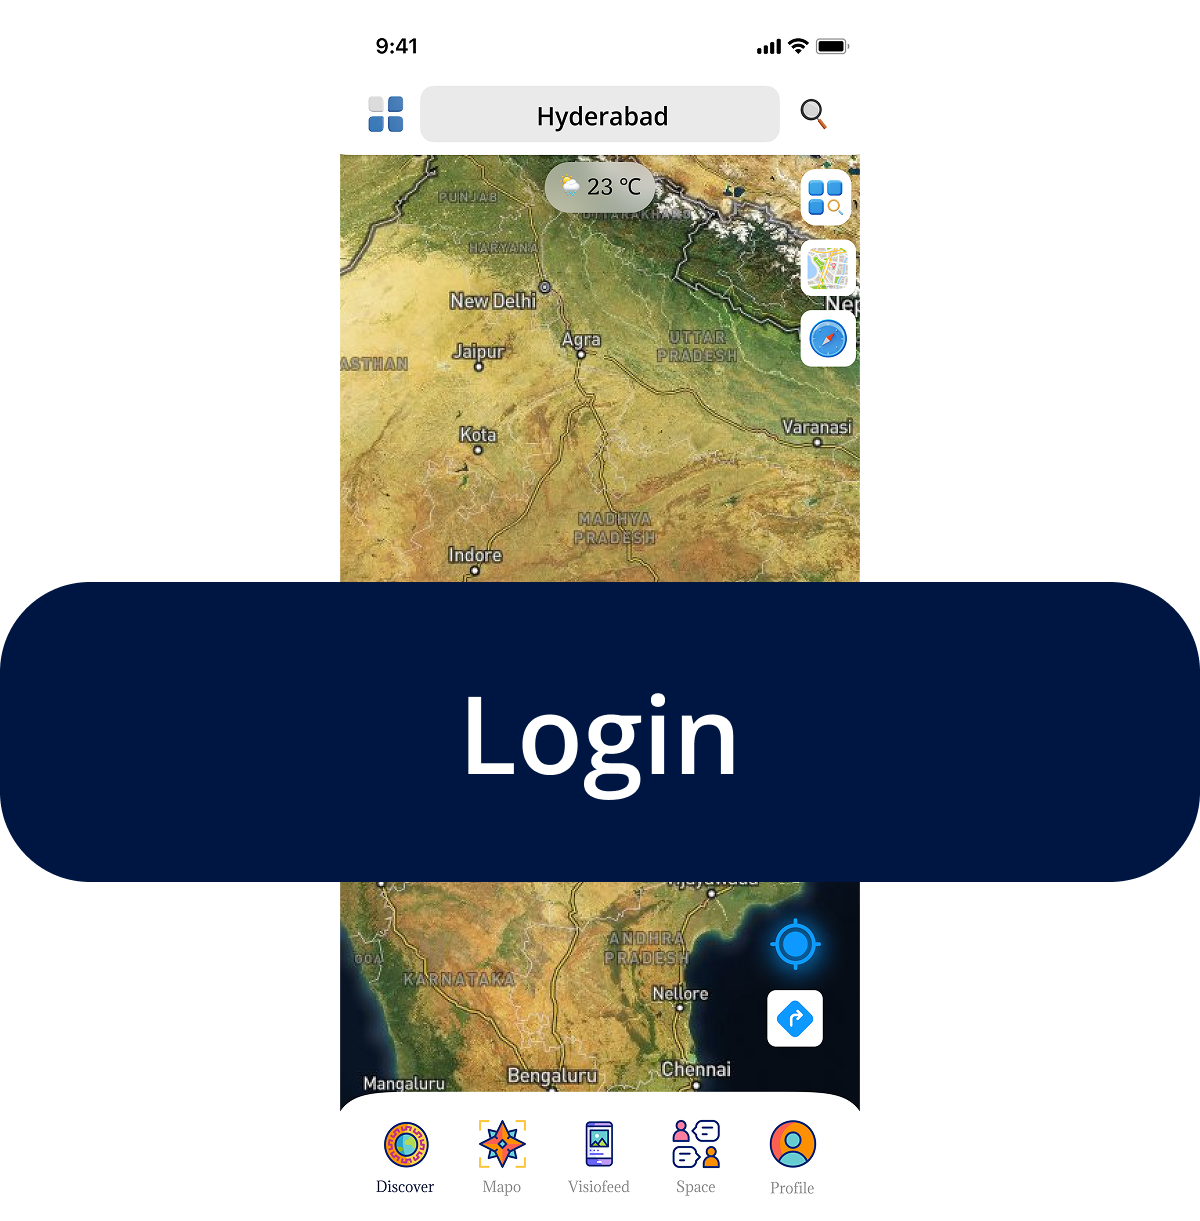 9:41
Hyderabad
23 °C
PUNJAB
UTTARAKHAND
HARYANA
New Delhi
Nep
Agra
UTTAR
PRADESH
Jaipur
ASTHAN
Varanasi
Kota
MADHYA
PRADESH
Indore
Login
ANDHRA
PRADESH
GOA
KARNATAKA
Nellore
Chennai
Bengaluru
Mangaluru
Discover
Mapo
Visiofeed
Space
Profile